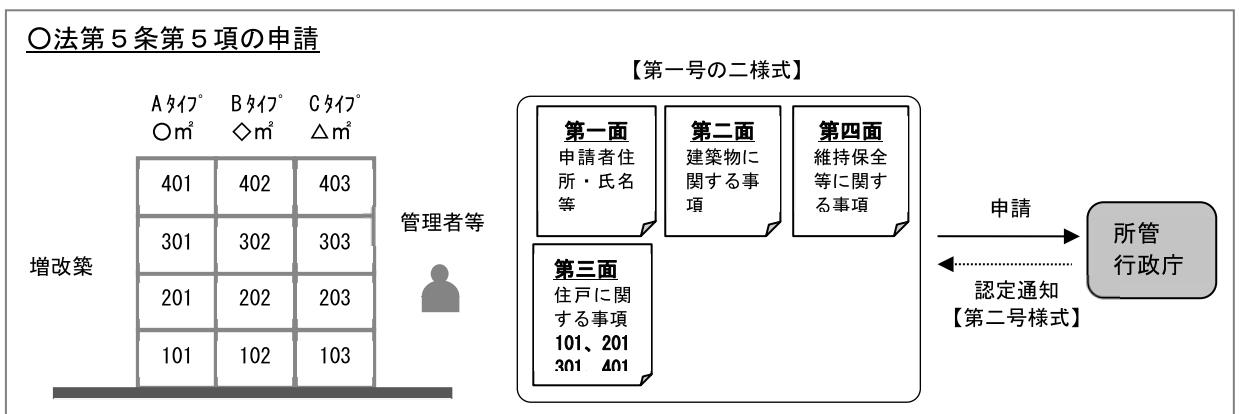 〇法第５条第５項の申請
【第一号の二様式】
Aﾀｲﾌﾟ Bﾀｲﾌﾟ Cﾀｲﾌﾟ
〇㎡ ◇㎡ △㎡
401 402 403
301 302 303
201 202 203
101 102 103
増改築
管理者等
第一面
申請者住
所・氏名
等
第二面
建築物に
関する事
項
第四面
維持保全
等に関す
る事項
第三面
住戸に関
する事項
101、201
301 401
申請
認定通知
【第二号様式】
所管
行政庁